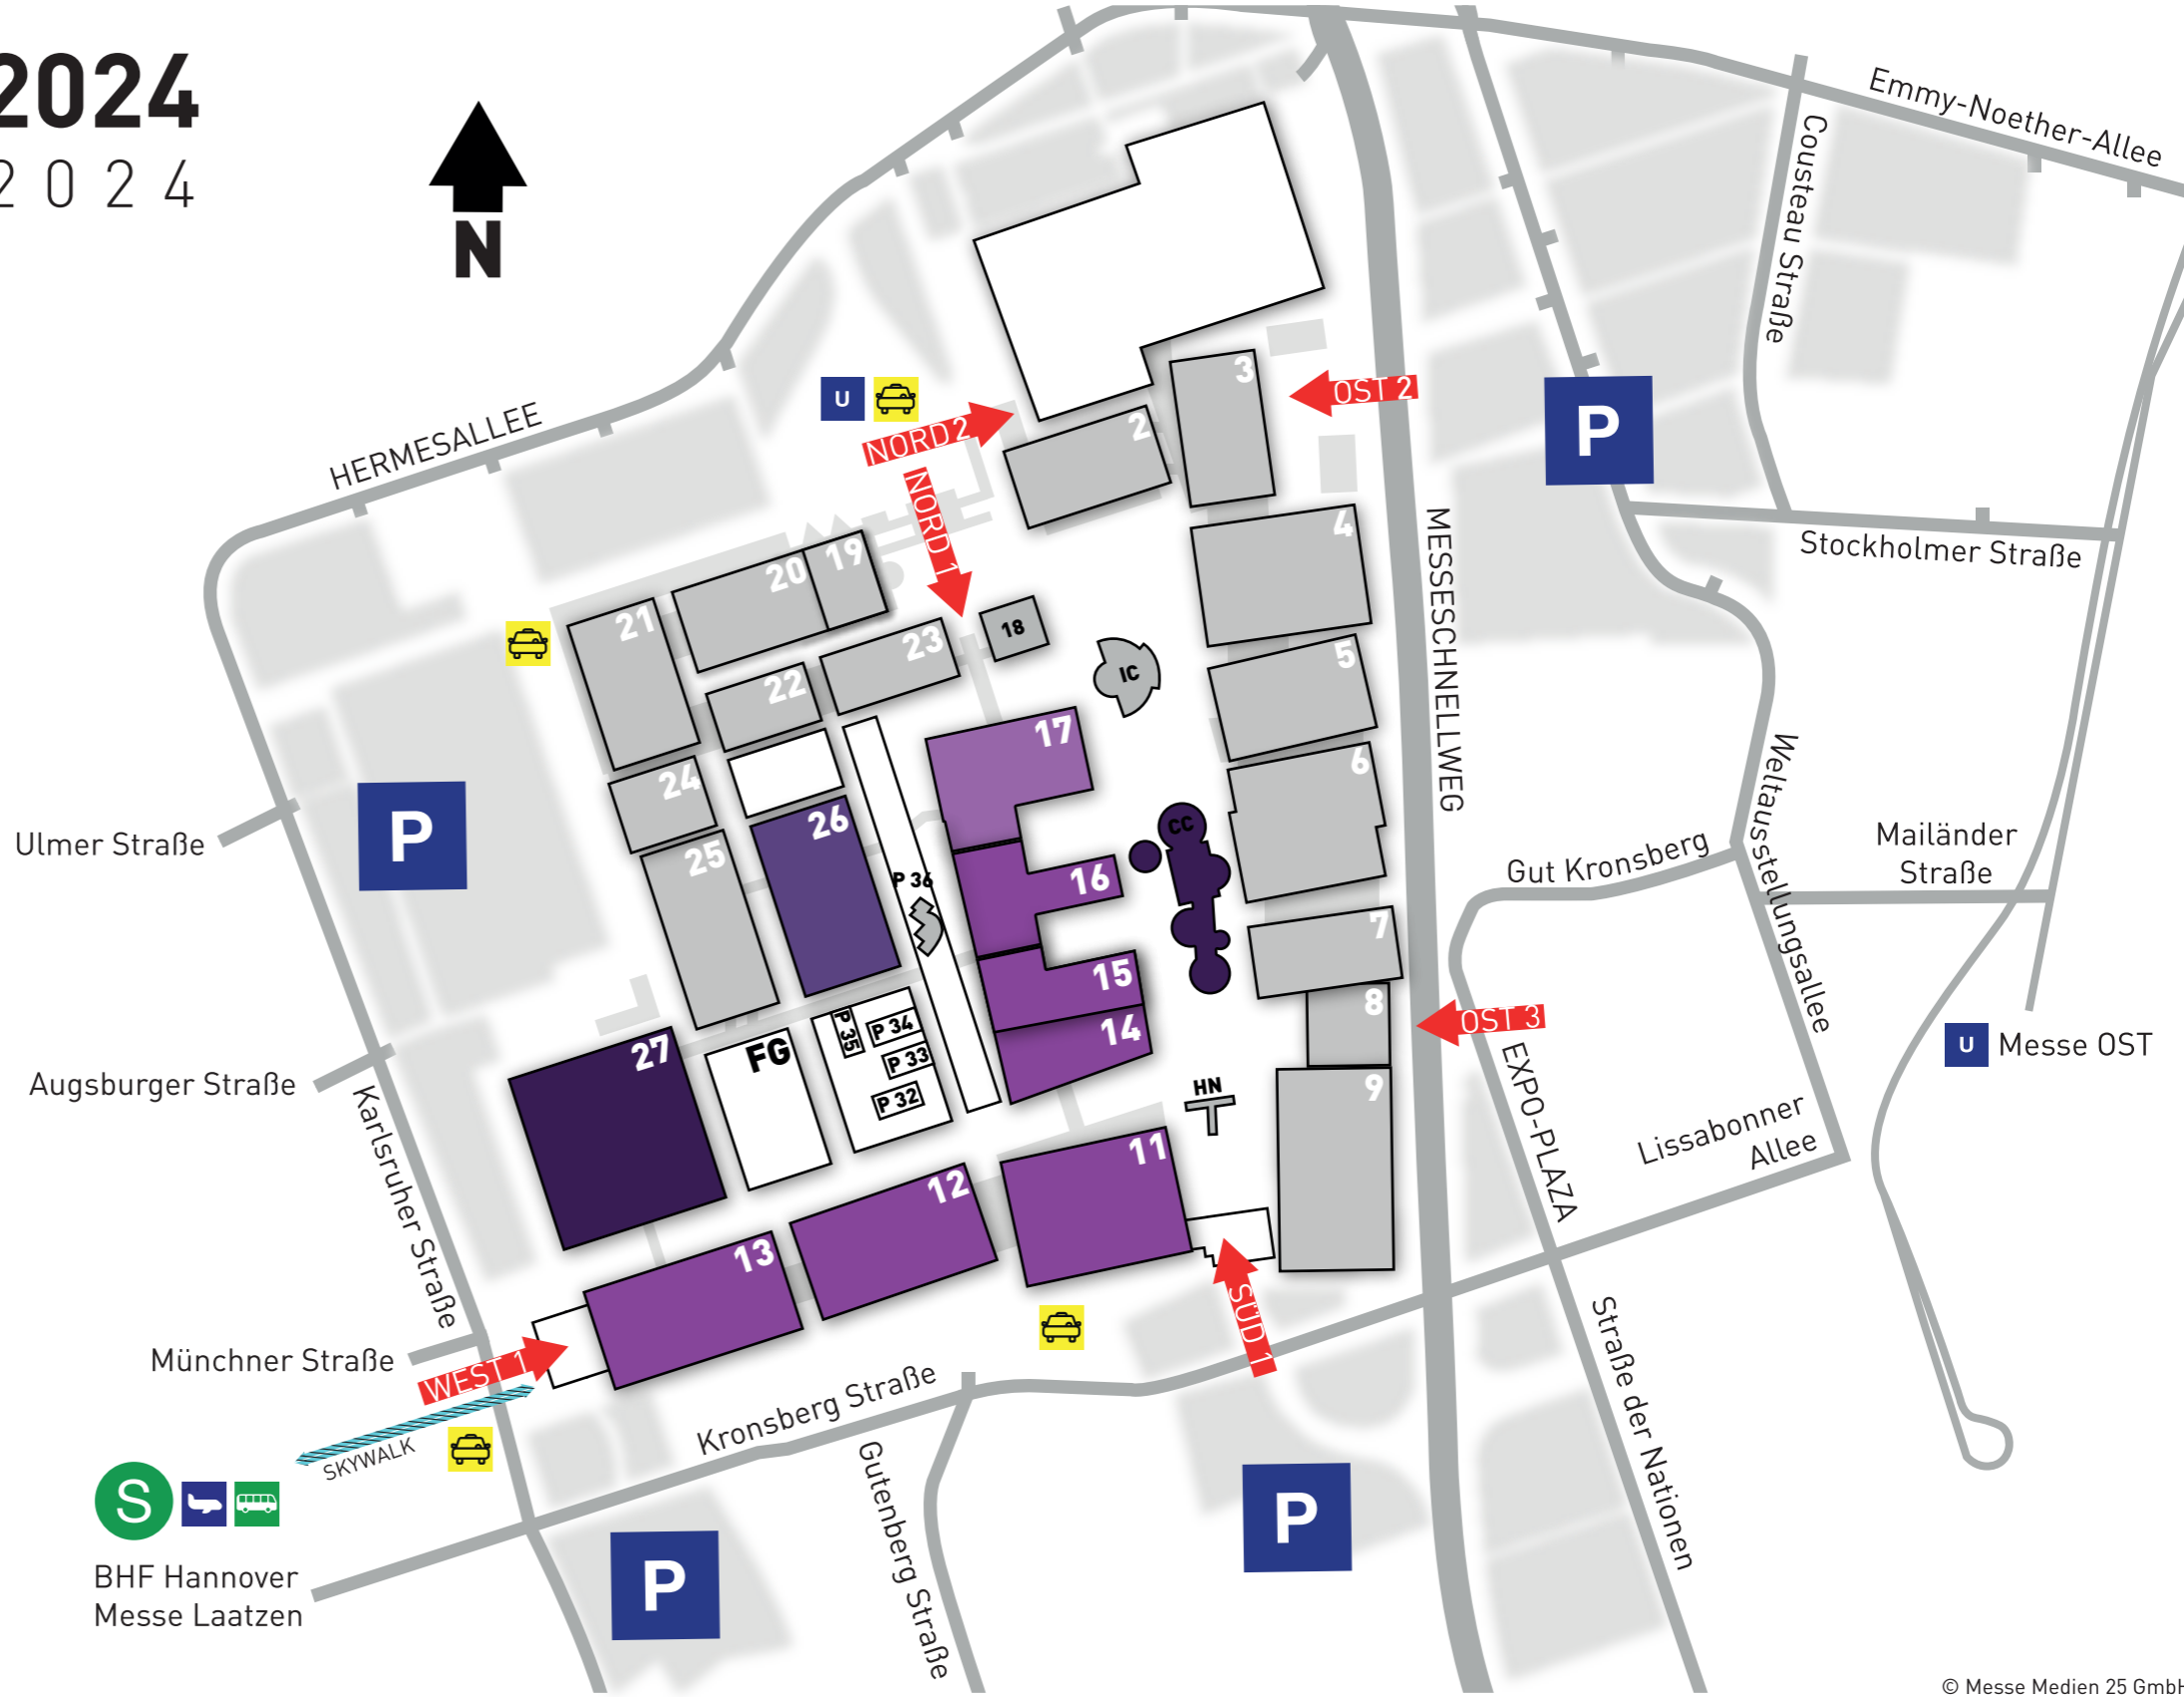 2024
2024
N
Emmy-Noether-Allee
Cousteau Straße
HERMESALLEE
U
NORD 2
NORD 1
OST 2
3
2
P
4
Stockholmer Straße
MESSESCHNELLWEG
19
20
21
18
23
22
IC
5
17
6
24
26
25
CC
Weltausstellungsallee
Ulmer Straße
P
P 36
16
Gut Kronsberg
Mailänder
Straße
7
15
14
8
OST 3
U
Messe OST
27
FG
P 35
P 34
P 33
P 32
HN
9
Augsburger Straße
Karlsruher Straße
EXPO-PLAZA
Lissabonner
Allee
11
12
13
SÜD 1
Münchner Straße
WEST 1
SKYWALK
Kronsberg Straße
Gutenberg Straße
Straße der Nationen
S
BHF Hannover
Messe Laatzen
P
P
© Messe Medien 25 GmbH